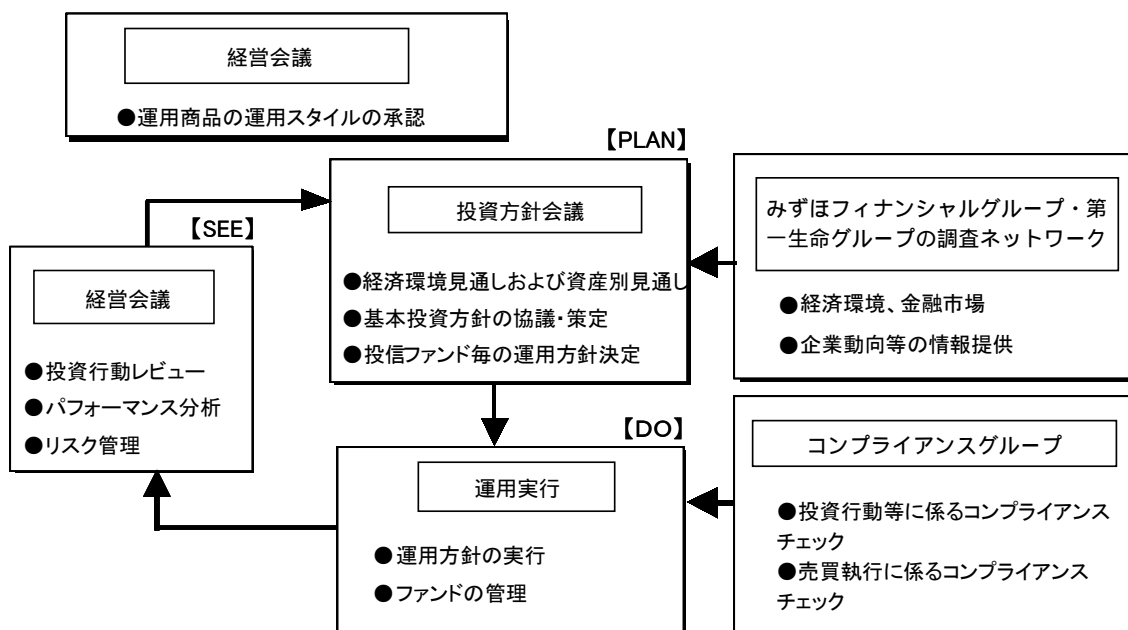 経営会議
●運用商品の運用スタイルの承認
【PLAN】
投資方針会議
●経済環境見通しおよび資産別見通し
●基本投資方針の協議・策定
●投信ファンド毎の運用方針決定
みずほフィナンシャルグループ・第
一生命グループの調査ネットワーク
●経済環境、金融市場
●企業動向等の情報提供
【SEE】
経営会議
●投資行動レビュー
●パフォーマンス分析
●リスク管理
【DO】
運用実行
●運用方針の実行
●ファンドの管理
コンプライアンスグループ
●投資行動等に係るコンプライアンス
チェック
●売買執行に係るコンプライアンス
チェック